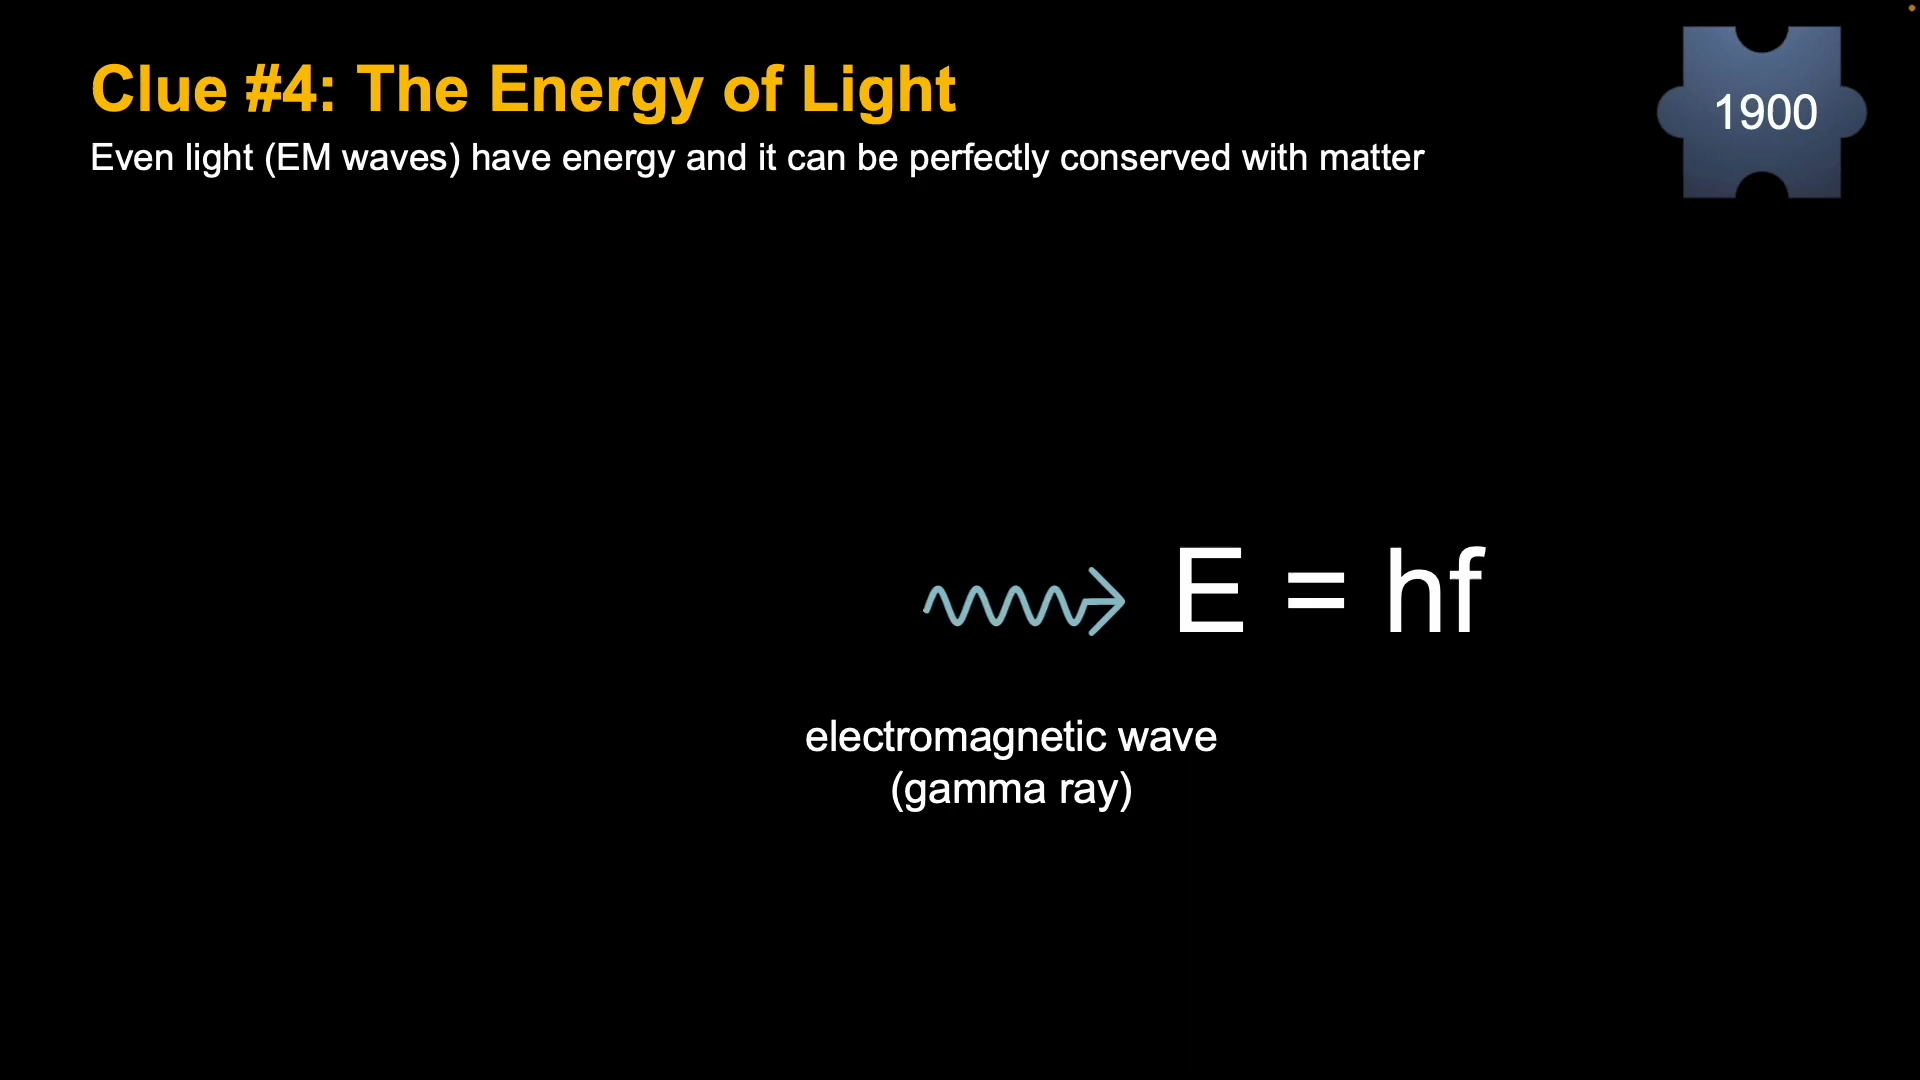 Clue #4: The Energy of Light
Even light (EM waves) have energy and it can be perfectly conserved with matter
1900
E = hf
electromagnetic wave
(gamma ray)